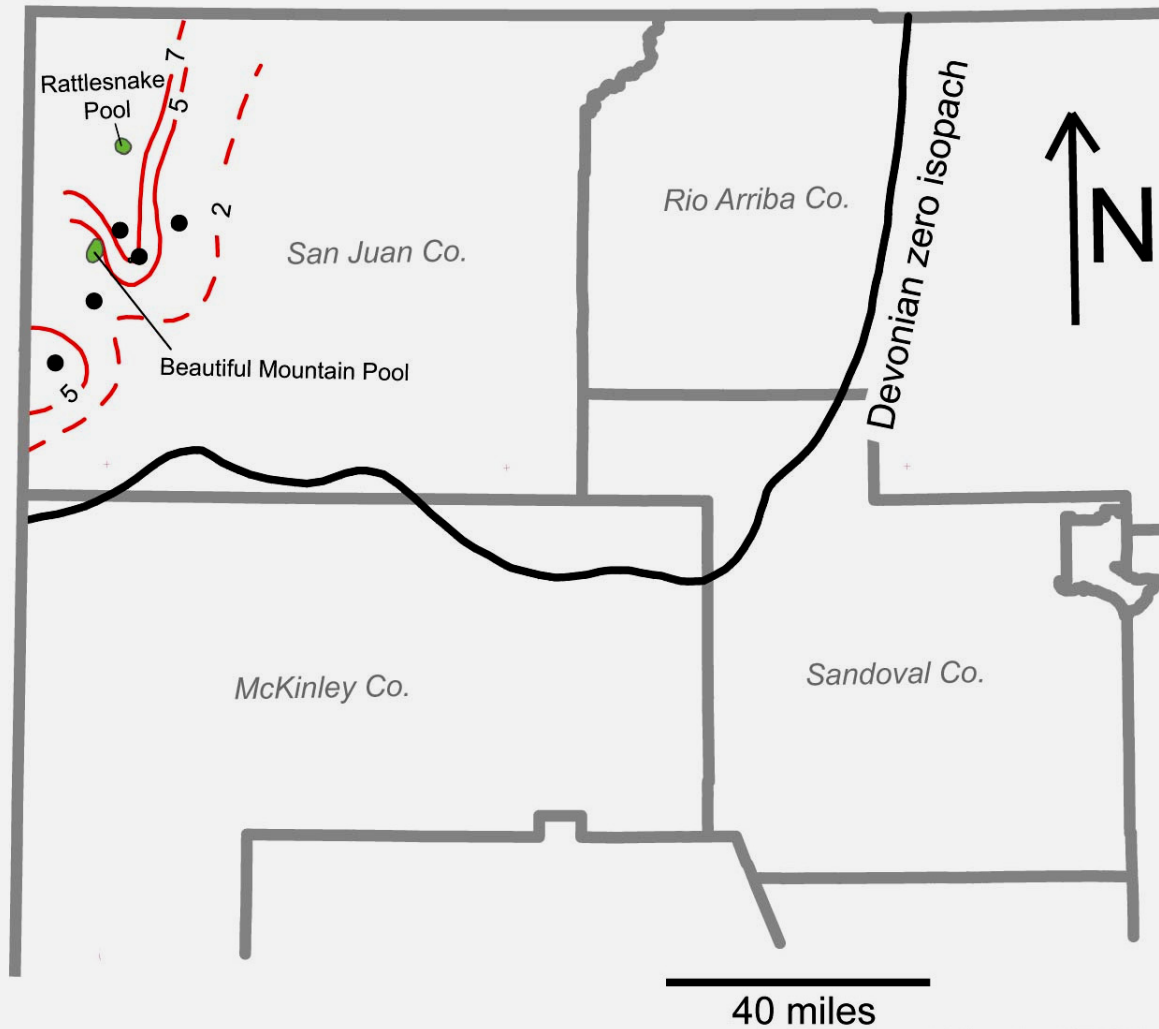 7
Rattlesnake
Pool
5
2
San Juan Co.
Rio Arriba Co.
Devonian zero isopach
N
Beautiful Mountain Pool
5
McKinley Co.
Sandoval Co.
40 miles